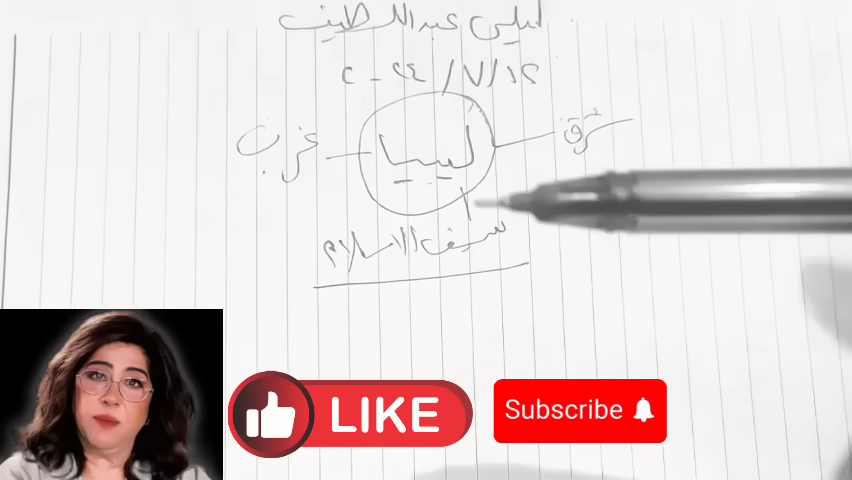 ليلى عبد اللطيف
٢٠٢٤/٧/١٢
شرق
ليبيا
غرب
سيف الاسلام
LIKE
Subscribe